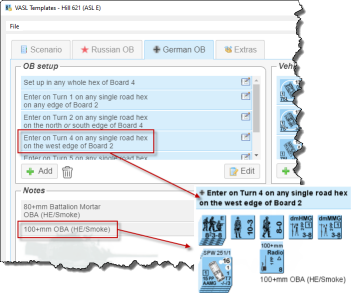 VASL Templates - Hill 621 (ASL E)
File
Scenario
Russian OB
German OB
Extras
OB setup
Veh
Set up in any whole hex of Board 4
Enter on Turn 1 on any single road hex
on any edge of Board 2
Enter on Turn 2 on any single road hex
on the north or south edge of Board 4
Enter on Turn 4 on any single road hex
on the west edge of Board 2
Enter on Turn 5 on any single road hex
Add
Edit
Notes
80+mm Battalion Mortar
OBA (HE/Smoke)
100+mm OBA (HE/Smoke)
Enter on Turn 4 on any single road hex
on the west edge of Board 2
dmHMG
dmMMG
8-3-8
10-3
8-0
3-8
3-8
SPW 251/1
100+mm
Radio
100+mm OBA (HE/Smoke)